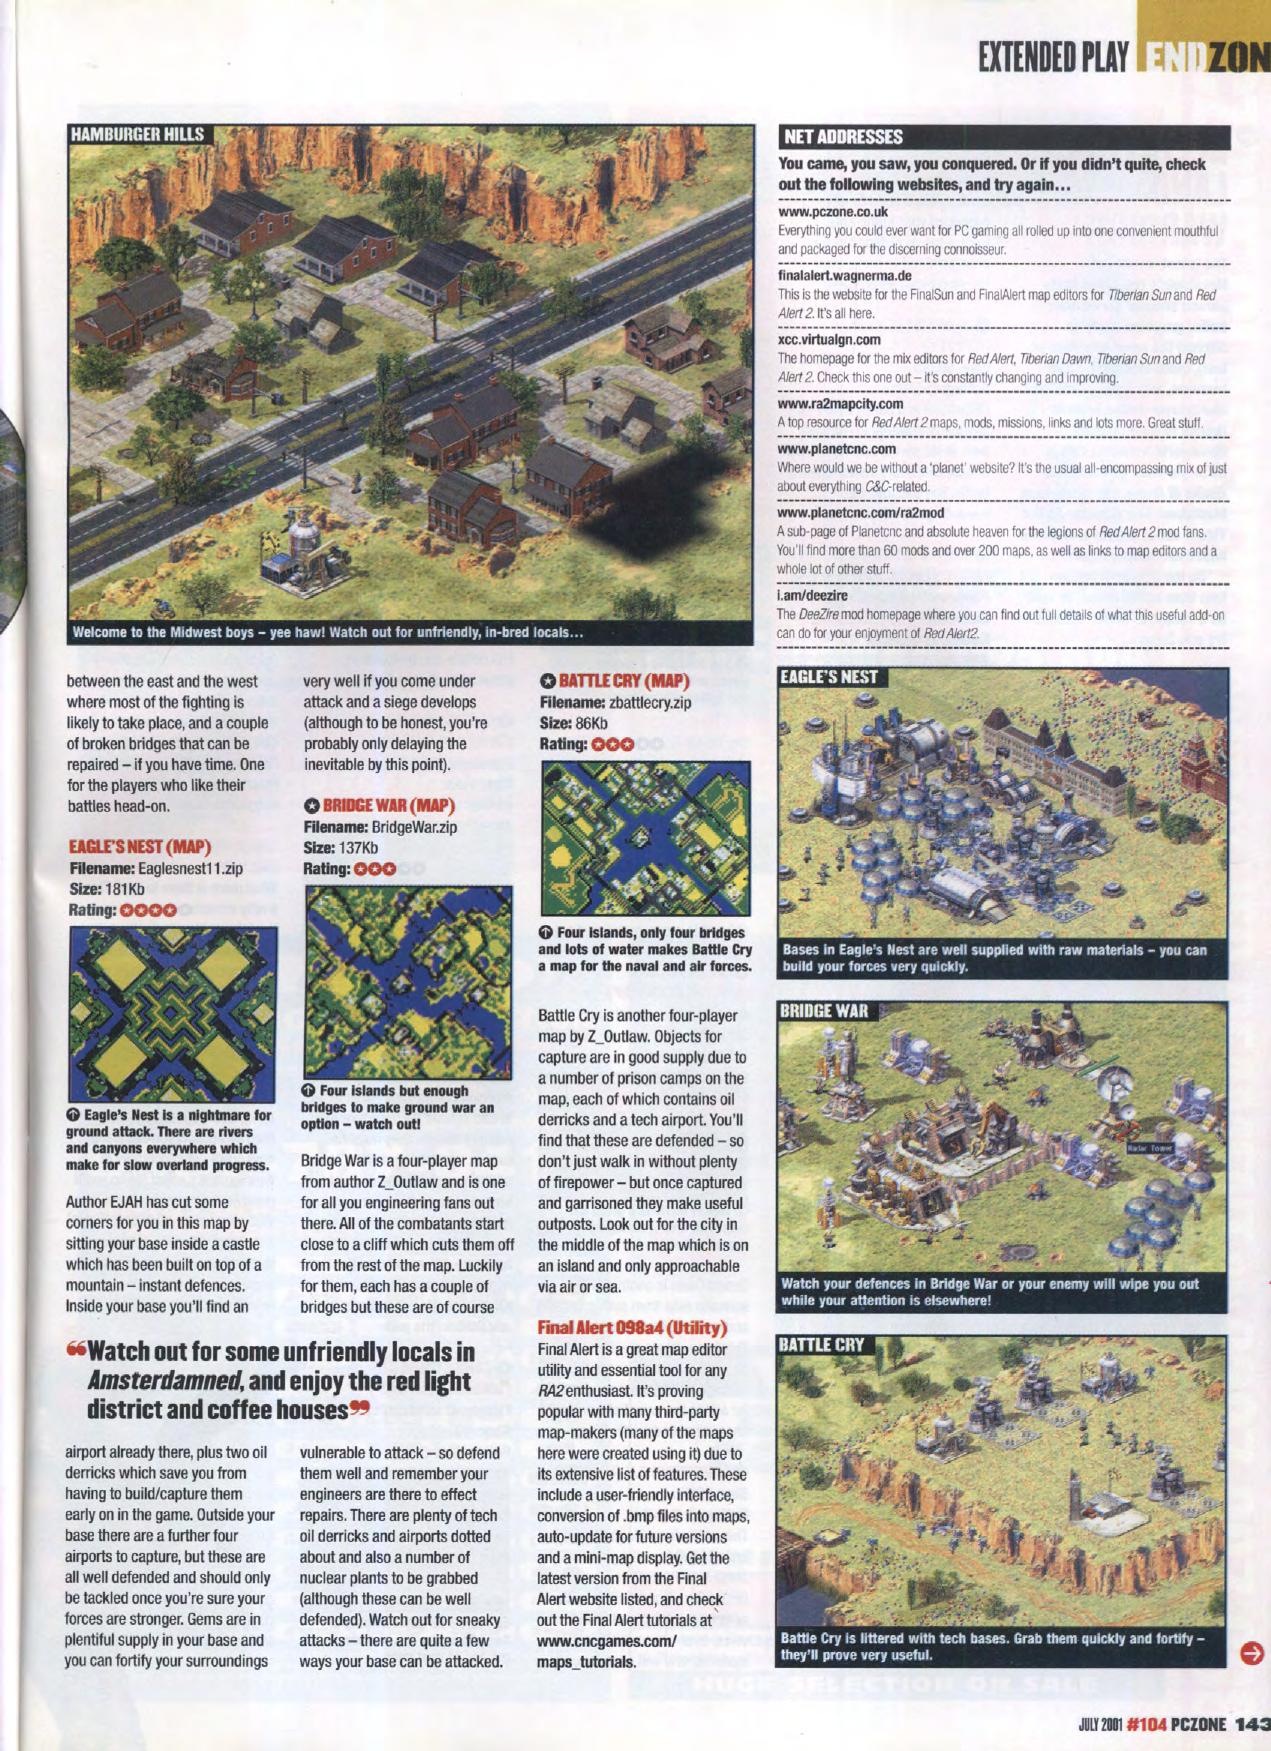 EXTENDED PLAY ENDZON
HAMBURGER HILLS
Welcome to the Midwest boys – yee haw! Watch out for unfriendly, in-bred locals...
between the east and the west
where most of the fighting is
likely to take place, and a couple
of broken bridges that can be
repaired – if you have time. One
for the players who like their
battles head-on.
EAGLE'S NEST (MAP)
Filename: Eaglesnest11.zip
Size: 181Kb
Rating:
Eagle's Nest is a nightmare for
ground attack. There are rivers
and canyons everywhere which
make for slow overland progress.
Author EJAH has cut some
corners for you in this map by
sitting your base inside a castle
which has been built on top of a
mountain – instant defences.
Inside your base you'll find an
very well if you come under
attack and a siege develops
(although to be honest, you're
probably only delaying the
inevitable by this point).
BRIDGE WAR (MAP)
Filename: BridgeWar.zip
Size: 137Kb
Rating:
Four islands but enough
bridges to make ground war an
option – watch out!
Bridge War is a four-player map
from author Z_Outlaw and is one
for all you engineering fans out
there. All of the combatants start
close to a cliff which cuts them off
from the rest of the map. Luckily
for them, each has a couple of
bridges but these are of course
❝Watch out for some unfriendly locals in
Amsterdamned, and enjoy the red light
district and coffee houses❞
airport already there, plus two oil
derricks which save you from
having to build/capture them
early on in the game. Outside your
base there are a further four
airports to capture, but these are
all well defended and should only
be tackled once you're sure your
forces are stronger. Gems are in
plentiful supply in your base and
you can fortify your surroundings
vulnerable to attack – so defend
them well and remember your
engineers are there to effect
repairs. There are plenty of tech
oil derricks and airports dotted
about and also a number of
nuclear plants to be grabbed
(although these can be well
defended). Watch out for sneaky
attacks – there are quite a few
ways your base can be attacked.
BATTLE CRY (MAP)
Filename: zbattlecry.zip
Size: 86Kb
Rating:
Four islands, only four bridges
and lots of water makes Battle Cry
a map for the naval and air forces.
Battle Cry is another four-player
map by Z_Outlaw. Objects for
capture are in good supply due to
a number of prison camps on the
map, each of which contains oil
derricks and a tech airport. You'll
find that these are defended – so
don't just walk in without plenty
of firepower – but once captured
and garrisoned they make useful
outposts. Look out for the city in
the middle of the map which is on
an island and only approachable
via air or sea.
Final Alert 098a4 (Utility)
Final Alert is a great map editor
utility and essential tool for any
RA2 enthusiast. It's proving
popular with many third-party
map-makers (many of the maps
here were created using it) due to
its extensive list of features. These
include a user-friendly interface,
conversion of .bmp files into maps,
auto-update for future versions
and a mini-map display. Get the
latest version from the Final
Alert website listed, and check
out the Final Alert tutorials at
www.cncgames.com/
maps_tutorials.
NET ADDRESSES
You came, you saw, you conquered. Or if you didn't quite, check
out the following websites, and try again...
www.pczone.co.uk
Everything you could ever want for PC gaming all rolled up into one convenient mouthful
and packaged for the discerning connoisseur.
finalalert.wagnerma.de
This is the website for the FinalSun and FinalAlert map editors for Tiberian Sun and Red
Alert 2. It's all here.
xcc.virtualgn.com
The homepage for the mix editors for Red Alert, Tiberian Dawn, Tiberian Sun and Red
Alert 2. Check this one out – it's constantly changing and improving.
www.ra2mapcity.com
A top resource for Red Alert 2 maps, mods, missions, links and lots more. Great stuff.
www.planetcnc.com
Where would we be without a 'planet' website? It's the usual all-encompassing mix of just
about everything C&C-related.
www.planetcnc.com/ra2mod
A sub-page of Planetcnc and absolute heaven for the legions of Red Alert 2 mod fans.
You'll find more than 60 mods and over 200 maps, as well as links to map editors and a
whole lot of other stuff.
i.am/deezire
The DeeZire mod homepage where you can find out full details of what this useful add-on
can do for your enjoyment of Red Alert2.
EAGLE'S NEST
Bases in Eagle's Nest are well supplied with raw materials – you can
build your forces very quickly.
BRIDGE WAR
Radar Tower
Watch your defences in Bridge War or your enemy will wipe you out
while your attention is elsewhere!
BATTLE CRY
Battle Cry is littered with tech bases. Grab them quickly and fortify –
they'll prove very useful.
JULY 2001 #104 PCZONE 143